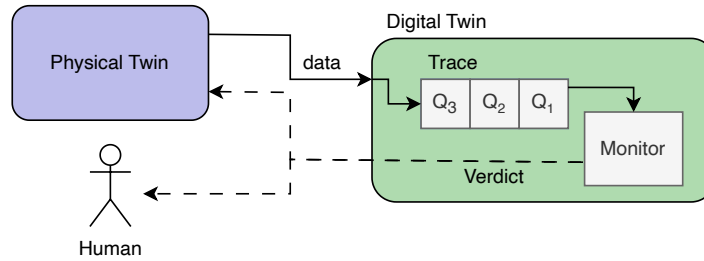 Digital Twin
Physical Twin
data
Trace
Q3 Q2 Q1
Monitor
Verdict
Human